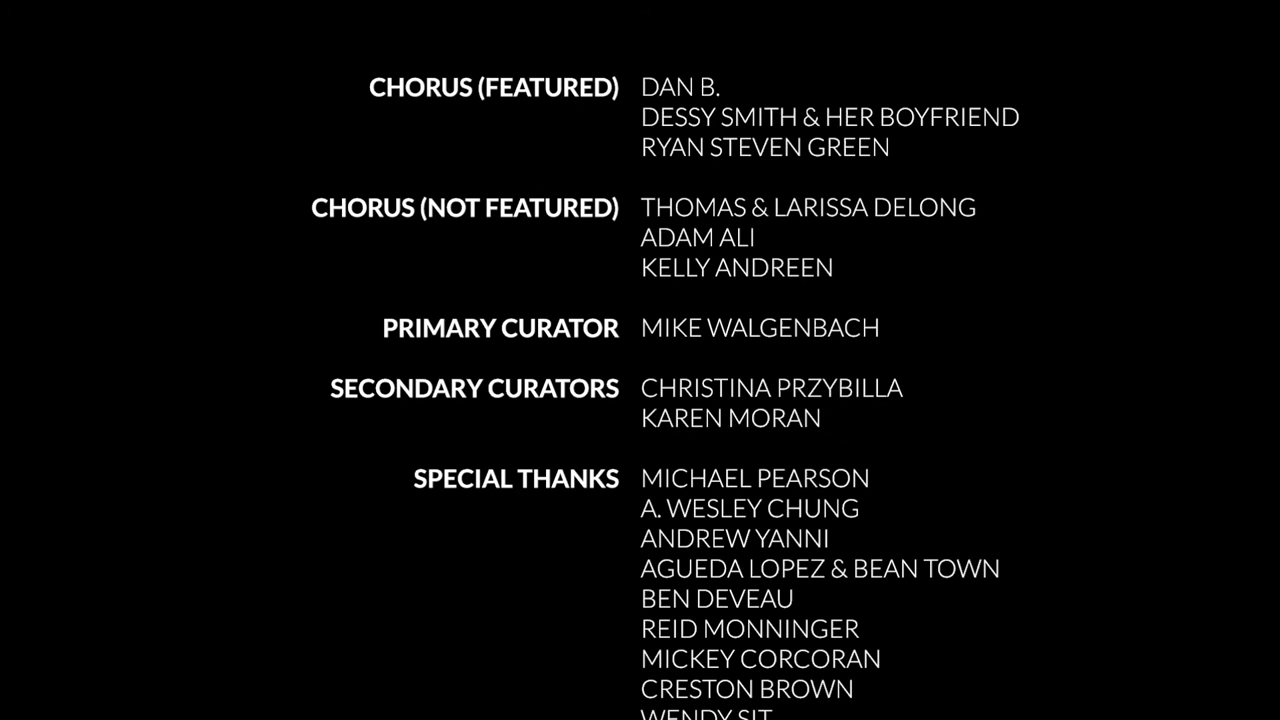 CHORUS (FEATURED) DAN B.
DESSY SMITH & HER BOYFRIEND
RYAN STEVEN GREEN
CHORUS (NOT FEATURED) THOMAS & LARISSA DELONG
ADAM ALI
KELLY ANDREEN
PRIMARY CURATOR MIKE WALGENBACH
SECONDARY CURATORS CHRISTINA PRZYBILLA
KAREN MORAN
SPECIAL THANKS MICHAEL PEARSON
A. WESLEY CHUNG
ANDREW YANNI
AGUEDA LOPEZ & BEAN TOWN
BEN DEVEAU
REID MONNINGER
MICKEY CORCORAN
CRESTON BROWN
WENDY SIT